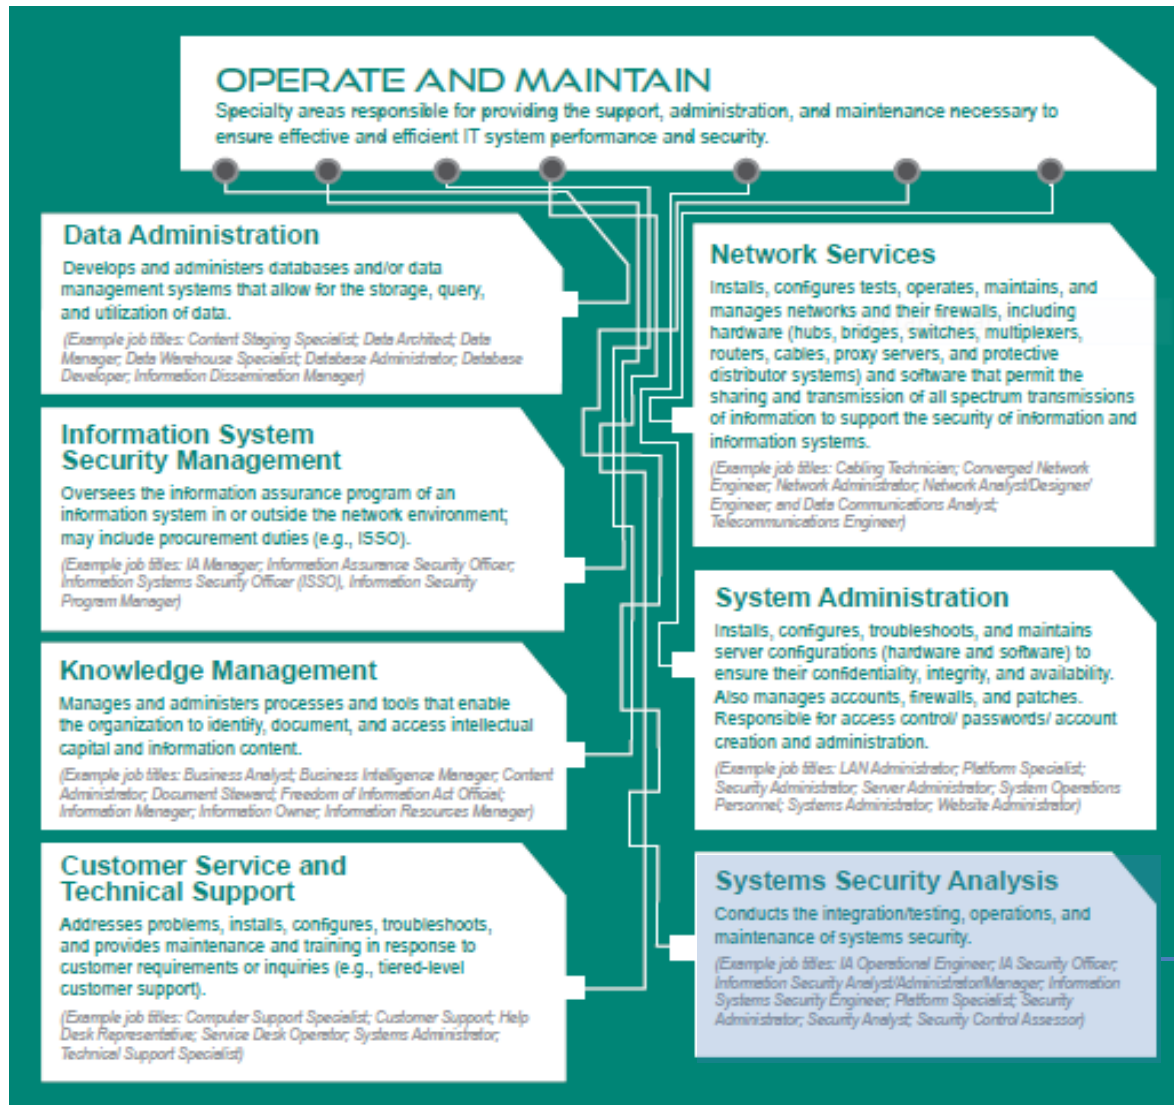 OPERATE AND MAINTAIN
Specialty areas responsible for providing the support, administration, and maintenance necessary to
ensure effective and efficient IT system performance and security.
Data Administration
Develops and administers databases and/or data
management systems that allow for the storage, query,
and utilization of data.
(Example job titles: Content Staging Specialist; Data Architect; Data
Manager; Data Warehouse Specialist; Database Administrator; Database
Developer; Information Dissemination Manager)
Information System
Security Management
Oversees the information assurance program of an
information system in or outside the network environment;
may include procurement duties (e.g., ISSO).
(Example job titles: IA Manager; Information Assurance Security Officer;
Information Systems Security Officer (ISSO), Information Security
Program Manager)
Knowledge Management
Manages and administers processes and tools that enable
the organization to identify, document, and access intellectual
capital and information content.
(Example job titles: Business Analyst; Business Intelligence Manager; Content
Administrator; Document Steward; Freedom of Information Act Official;
Information Manager; Information Owner; Information Resources Manager)
Customer Service and
Technical Support
Addresses problems, installs, configures, troubleshoots,
and provides maintenance and training in response to
customer requirements or inquiries (e.g., tiered-level
customer support).
(Example job titles: Computer Support Specialist; Customer Support; Help
Desk Representative; Service Desk Operator; Systems Administrator;
Technical Support Specialist)
Network Services
Installs, configures tests, operates, maintains, and
manages networks and their firewalls, including
hardware (hubs, bridges, switches, multiplexers,
routers, cables, proxy servers, and protective
distributor systems) and software that permit the
sharing and transmission of all spectrum transmissions
of information to support the security of information and
information systems.
(Example job titles: Cabling Technician; Converged Network
Engineer; Network Administrator; Network Analyst/Designer/
Engineer; and Data Communications Analyst;
Telecommunications Engineer)
System Administration
Installs, configures, troubleshoots, and maintains
server configurations (hardware and software) to
ensure their confidentiality, integrity, and availability.
Also manages accounts, firewalls, and patches.
Responsible for access control/ passwords/ account
creation and administration.
(Example job titles: LAN Administrator; Platform Specialist;
Security Administrator; Server Administrator; System Operations
Personnel; Systems Administrator; Website Administrator)
Systems Security Analysis
Conducts the integration/testing, operations, and
maintenance of systems security.
(Example job titles: IA Operational Engineer; IA Security Officer;
Information Security Analyst/Administrator/Manager; Information
Systems Security Engineer; Platform Specialist; Security
Administrator; Security Analyst; Security Control Assessor)